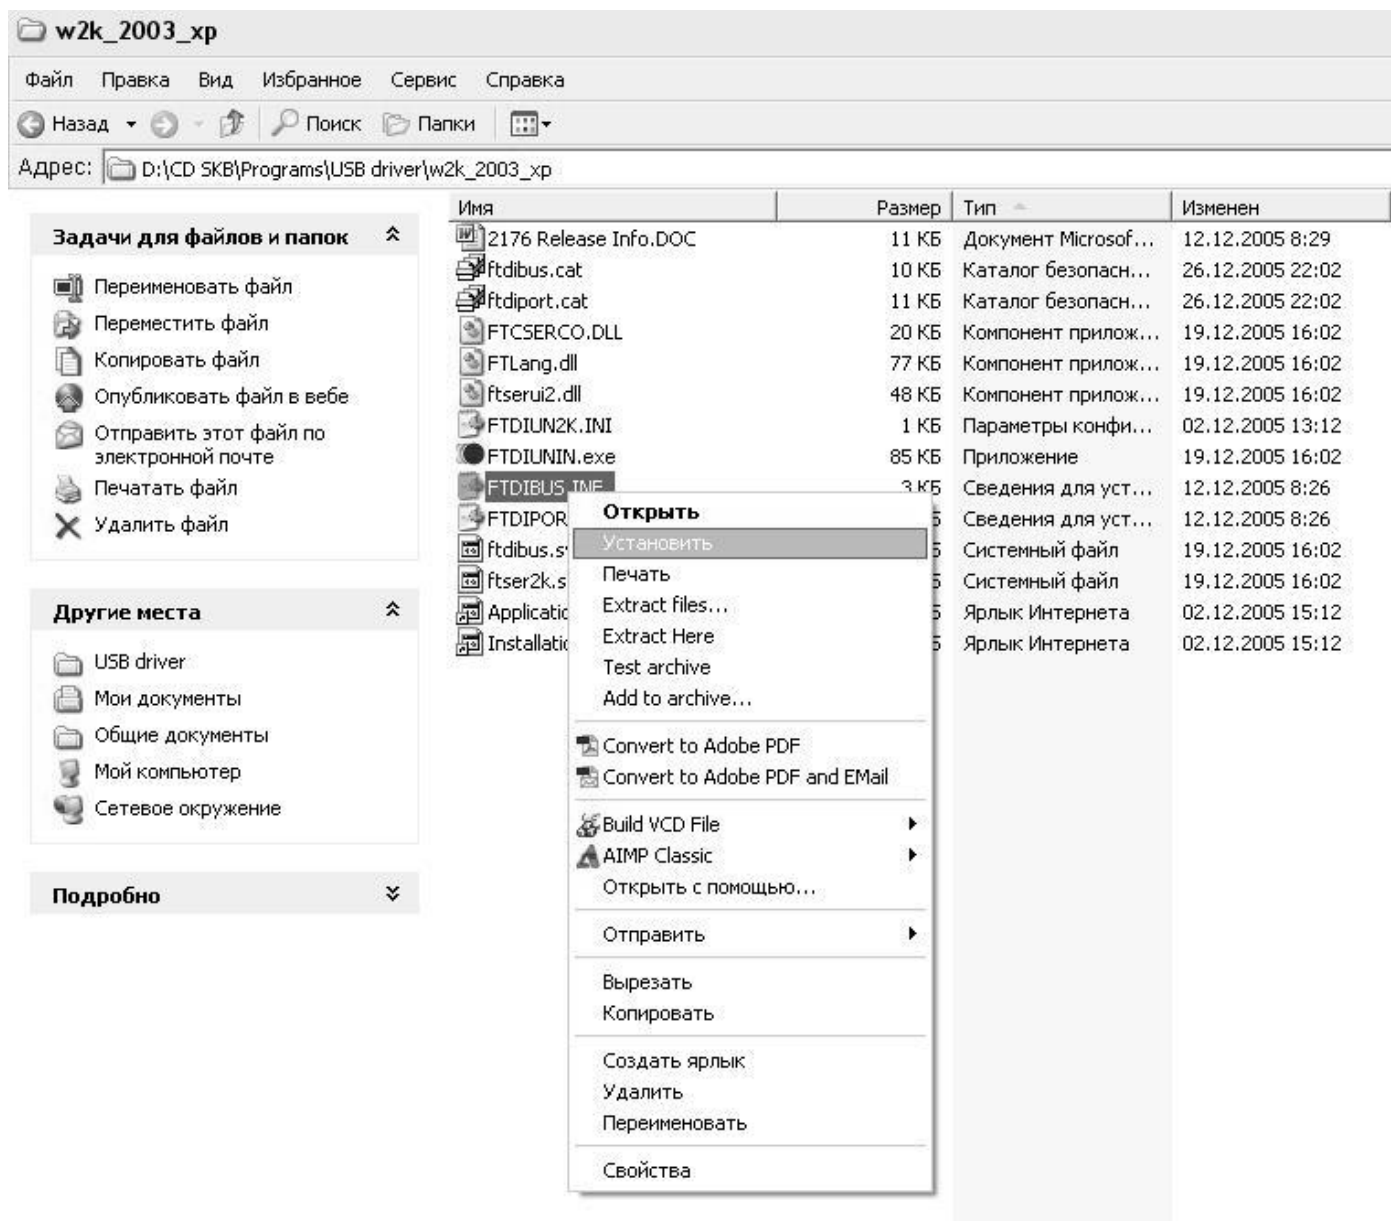 w2k_2003_xp
Файл Правка Вид Избранное Сервис Справка
Назад Поиск Папки
Адрес: D:\CD SKB\Programs\USB driver\w2k_2003_xp
Задачи для файлов и папок
Переименовать файл
Переместить файл
Копировать файл
Опубликовать файл в вебе
Отправить этот файл по
электронной почте
Печатать файл
Удалить файл
Другие места
USB driver
Мои документы
Общие документы
Мой компьютер
Сетевое окружение
Подробно
Имя Размер Тип Изменен
2176 Release Info.DOC 11 КБ Документ Microsof... 12.12.2005 8:29
ftdibus.cat 10 КБ Каталог безопасн... 26.12.2005 22:02
ftdiport.cat 11 КБ Каталог безопасн... 26.12.2005 22:02
FTCSERCO.DLL 20 КБ Компонент прилож... 19.12.2005 16:02
FTLang.dll 77 КБ Компонент прилож... 19.12.2005 16:02
ftserui2.dll 48 КБ Компонент прилож... 19.12.2005 16:02
FTDIUN2K.INI 1 КБ Параметры конфи... 02.12.2005 13:12
FTDIUNIN.exe 85 КБ Приложение 19.12.2005 16:02
FTDIBUS.INF 3 КБ Сведения для уст... 12.12.2005 8:26
FTDIPOR Сведения для уст... 12.12.2005 8:26
ftdibus.s Системный файл 19.12.2005 16:02
ftser2k.s Системный файл 19.12.2005 16:02
Applicatio Ярлык Интернета 02.12.2005 15:12
Installatio Ярлык Интернета 02.12.2005 15:12
Открыть
Установить
Печать
Extract files...
Extract Here
Test archive
Add to archive...
Convert to Adobe PDF
Convert to Adobe PDF and EMail
Build VCD File
AIMP Classic
Открыть с помощью...
Отправить
Вырезать
Копировать
Создать ярлык
Удалить
Переименовать
Свойства